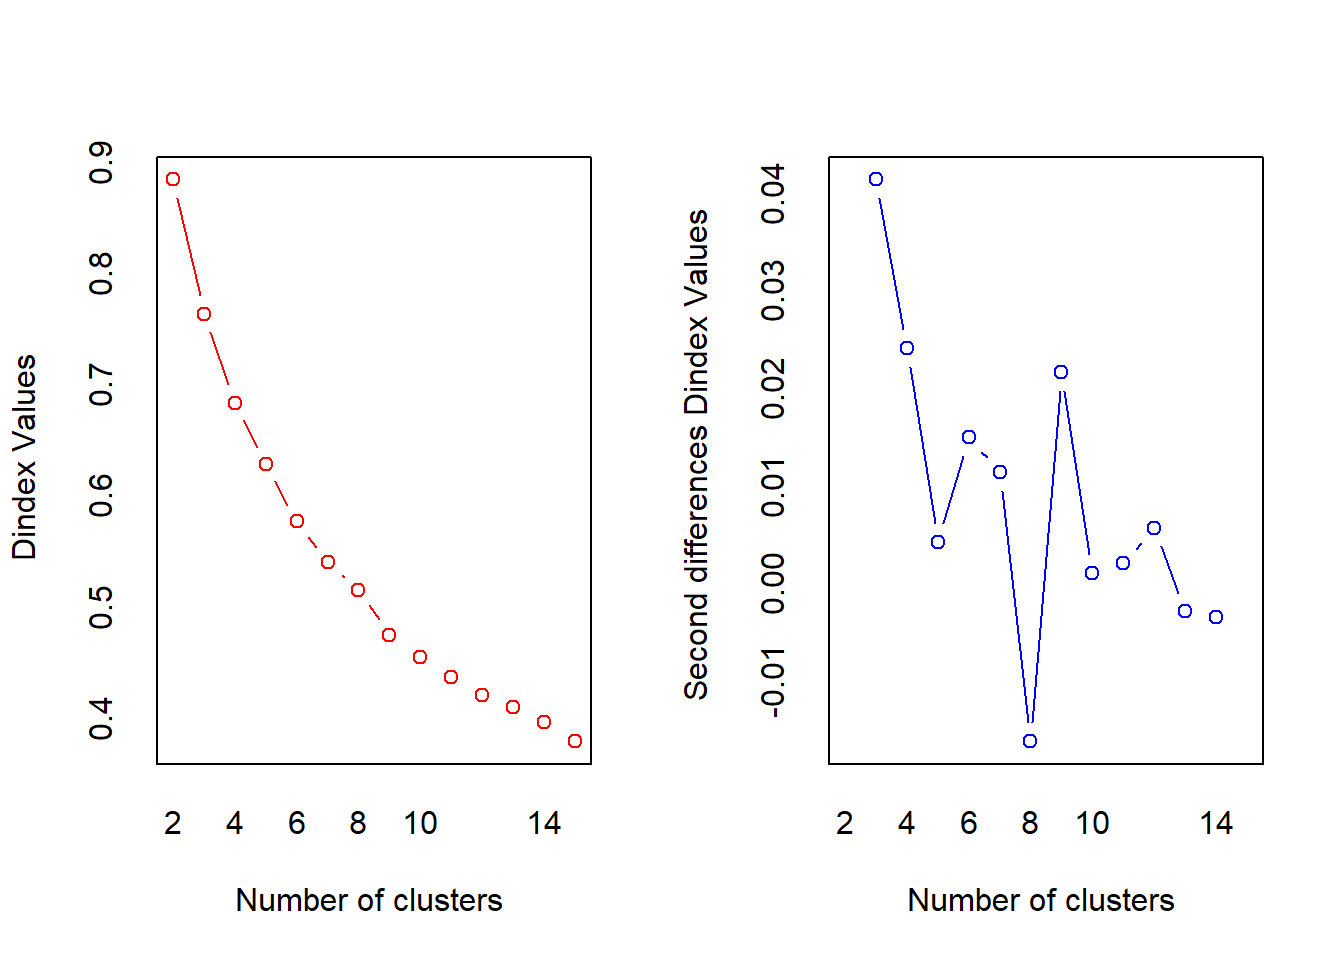 Dindex Values
0.9
0.8
0.7
0.6
0.5
0.4
2 4 6 8 10 14
Number of clusters
Second differences Dindex Values
0.04
0.03
0.02
0.01
0.00
-0.01
2 4 6 8 10 14
Number of clusters